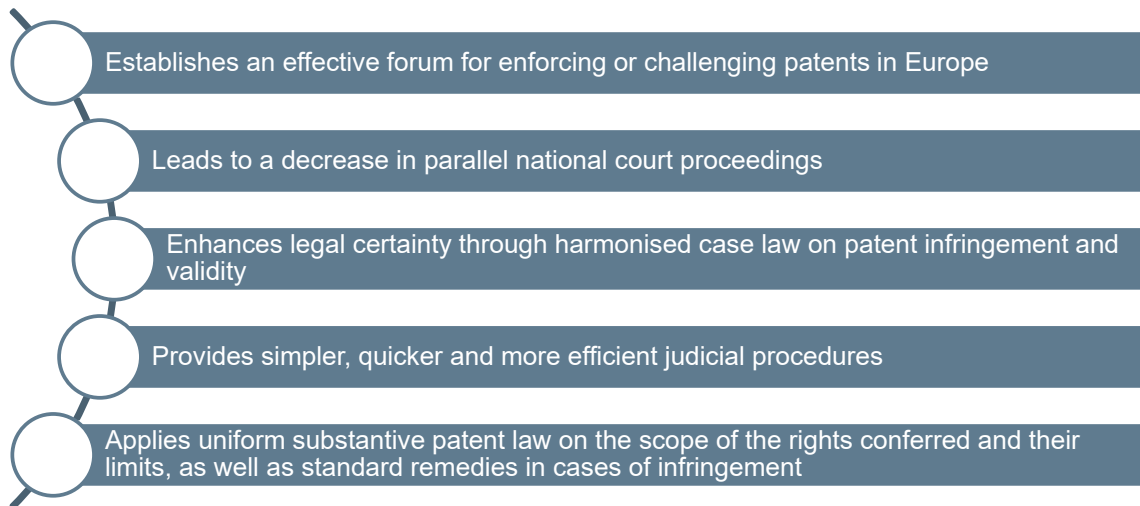 Establishes an effective forum for enforcing or challenging patents in Europe
Leads to a decrease in parallel national court proceedings
Enhances legal certainty through harmonised case law on patent infringement and
validity
Provides simpler, quicker and more efficient judicial procedures
Applies uniform substantive patent law on the scope of the rights conferred and their
limits, as well as standard remedies in cases of infringement